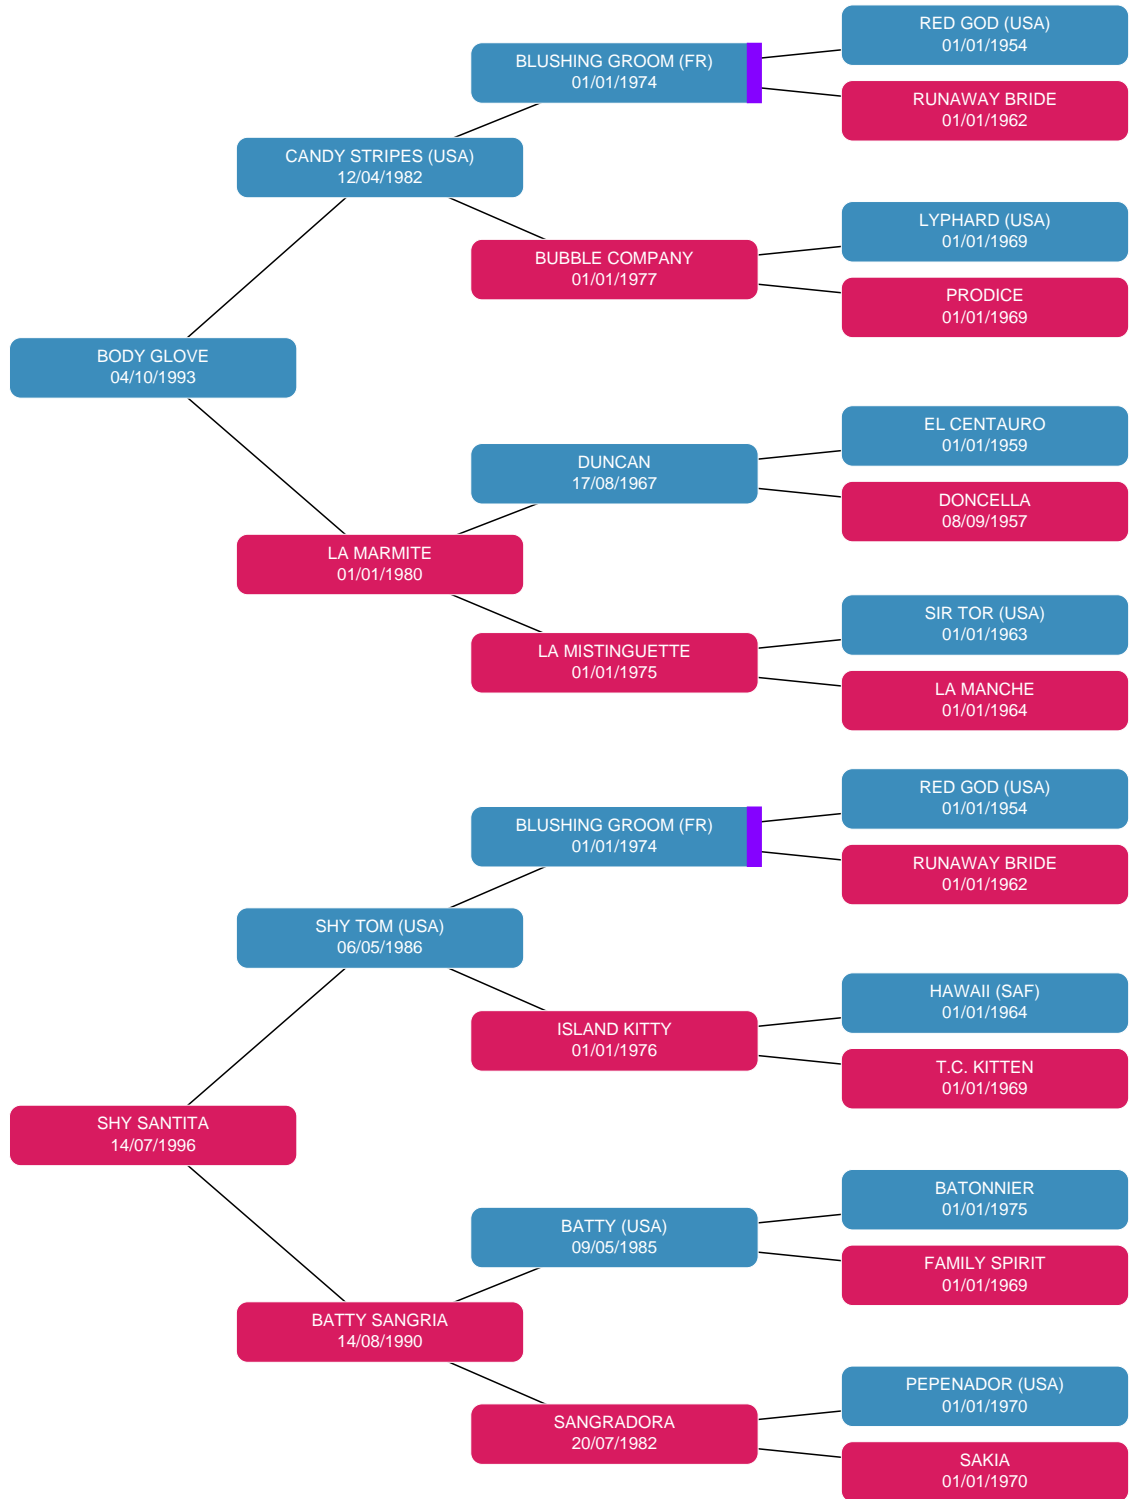 RED GOD (USA)
01/01/1954
BLUSHING GROOM (FR)
01/01/1974
RUNAWAY BRIDE
01/01/1962
CANDY STRIPES (USA)
12/04/1982
LYPHARD (USA)
01/01/1969
BUBBLE COMPANY
01/01/1977
PRODICE
01/01/1969
BODY GLOVE
04/10/1993
EL CENTAURO
01/01/1959
DUNCAN
17/08/1967
DONCELLA
08/09/1957
LA MARMITE
01/01/1980
SIR TOR (USA)
01/01/1963
LA MISTINGUETTE
01/01/1975
LA MANCHE
01/01/1964
RED GOD (USA)
01/01/1954
BLUSHING GROOM (FR)
01/01/1974
RUNAWAY BRIDE
01/01/1962
SHY TOM (USA)
06/05/1986
HAWAII (SAF)
01/01/1964
ISLAND KITTY
01/01/1976
T.C. KITTEN
01/01/1969
SHY SANTITA
14/07/1996
BATONNIER
01/01/1975
BATTY (USA)
09/05/1985
FAMILY SPIRIT
01/01/1969
BATTY SANGRIA
14/08/1990
PEPENADOR (USA)
01/01/1970
SANGRADORA
20/07/1982
SAKIA
01/01/1970